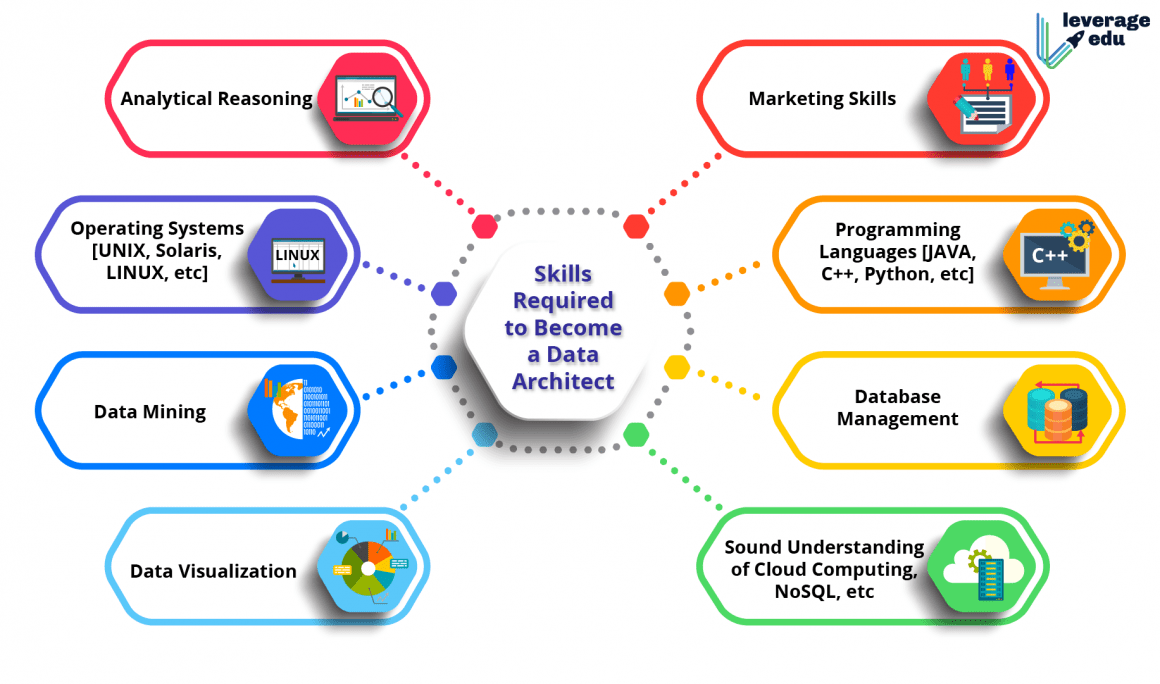 leverage
edu
Analytical Reasoning
Marketing Skills
Operating Systems
[UNIX, Solaris,
LINUX, etc]
LINUX
Programming
Languages [JAVA,
C++, Python, etc]
C++
Skills
Required
to Become
a Data
Architect
Data Mining
Database
Management
Data Visualization
Sound Understanding
of Cloud Computing,
NoSQL, etc